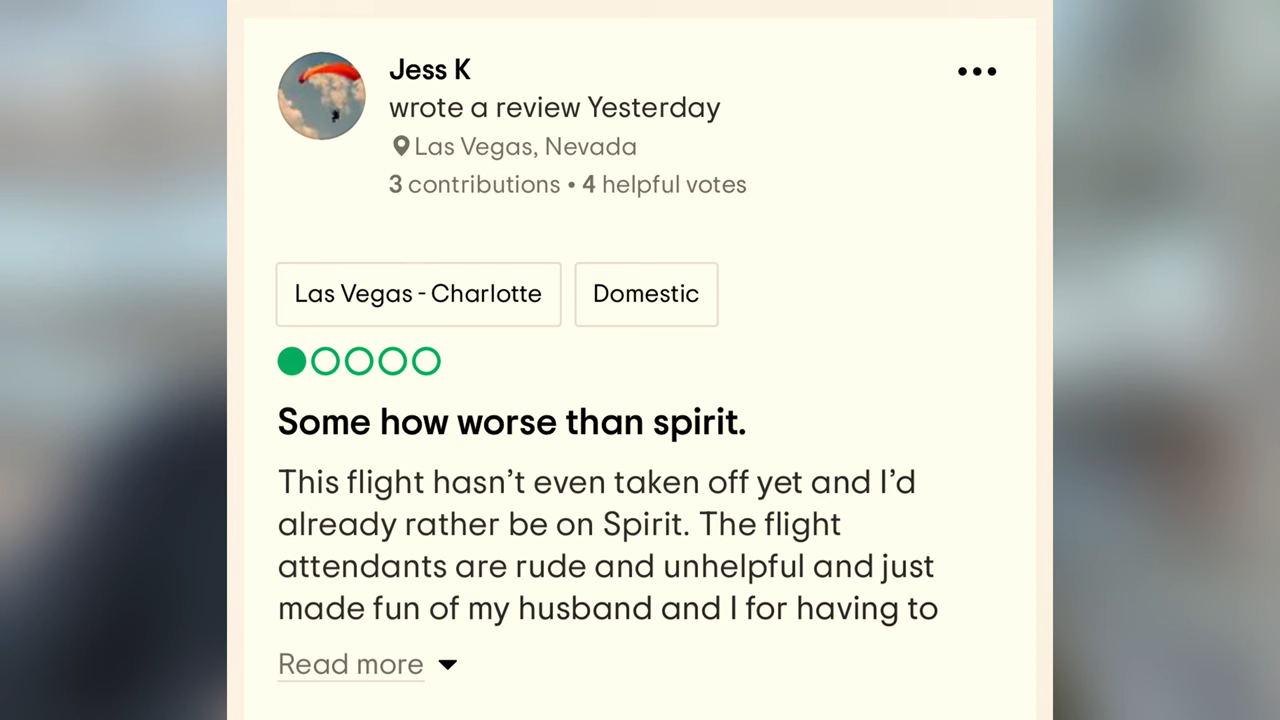 Jess K
wrote a review Yesterday
Las Vegas, Nevada
3 contributions • 4 helpful votes
Las Vegas - Charlotte
Domestic
Some how worse than spirit.
This flight hasn’t even taken off yet and I’d
already rather be on Spirit. The flight
attendants are rude and unhelpful and just
made fun of my husband and I for having to
Read more